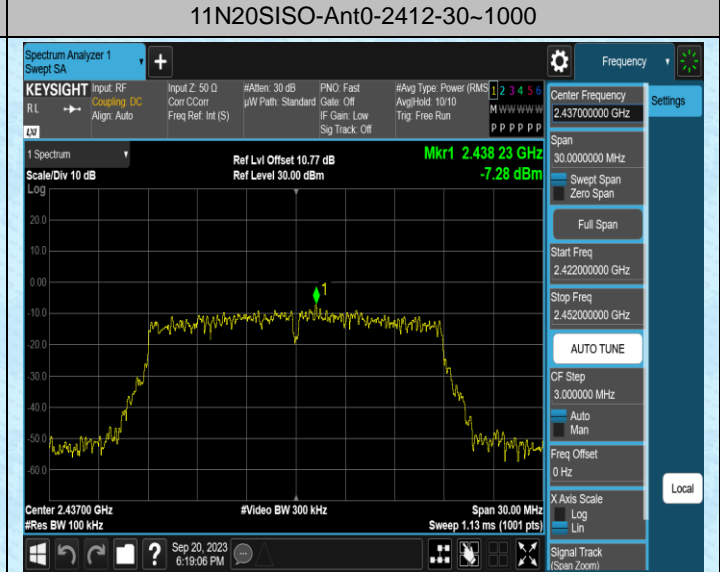 11N20SISO-Ant0-2412-30~1000
Spectrum Analyzer 1
Swept SA
+
Frequency
KEYSIGHT
RL
LXI
Input: RF
Coupling: DC
Align: Auto
Input Z: 50 Ω
Corr CCorr
Freq Ref: Int (S)
#Atten: 30 dB
µW Path: Standard
PNO: Fast
Gate: Off
IF Gain: Low
Sig Track: Off
#Avg Type: Power (RMS
Avg|Hold: 10/10
Trig: Free Run
1 2 3 4 5 6
M W W W W W
P P P P P P
1 Spectrum
Scale/Div 10 dB
Log
Ref Lvl Offset 10.77 dB
Ref Level 30.00 dBm
Mkr1 2.438 23 GHz
-7.28 dBm
20.0
10.0
0.00
-10.0
-20.0
-30.0
-40.0
-50.0
-60.0
1
Center 2.43700 GHz
#Res BW 100 kHz
#Video BW 300 kHz
Span 30.00 MHz
Sweep 1.13 ms (1001 pts)
Center Frequency
2.437000000 GHz
Settings
Span
30.0000000 MHz
Swept Span
Zero Span
Full Span
Start Freq
2.422000000 GHz
Stop Freq
2.452000000 GHz
AUTO TUNE
CF Step
3.000000 MHz
Auto
Man
Freq Offset
0 Hz
X Axis Scale
Log
Lin
Local
Signal Track
(Span Zoom)
?
Sep 20, 2023
6:19:06 PM